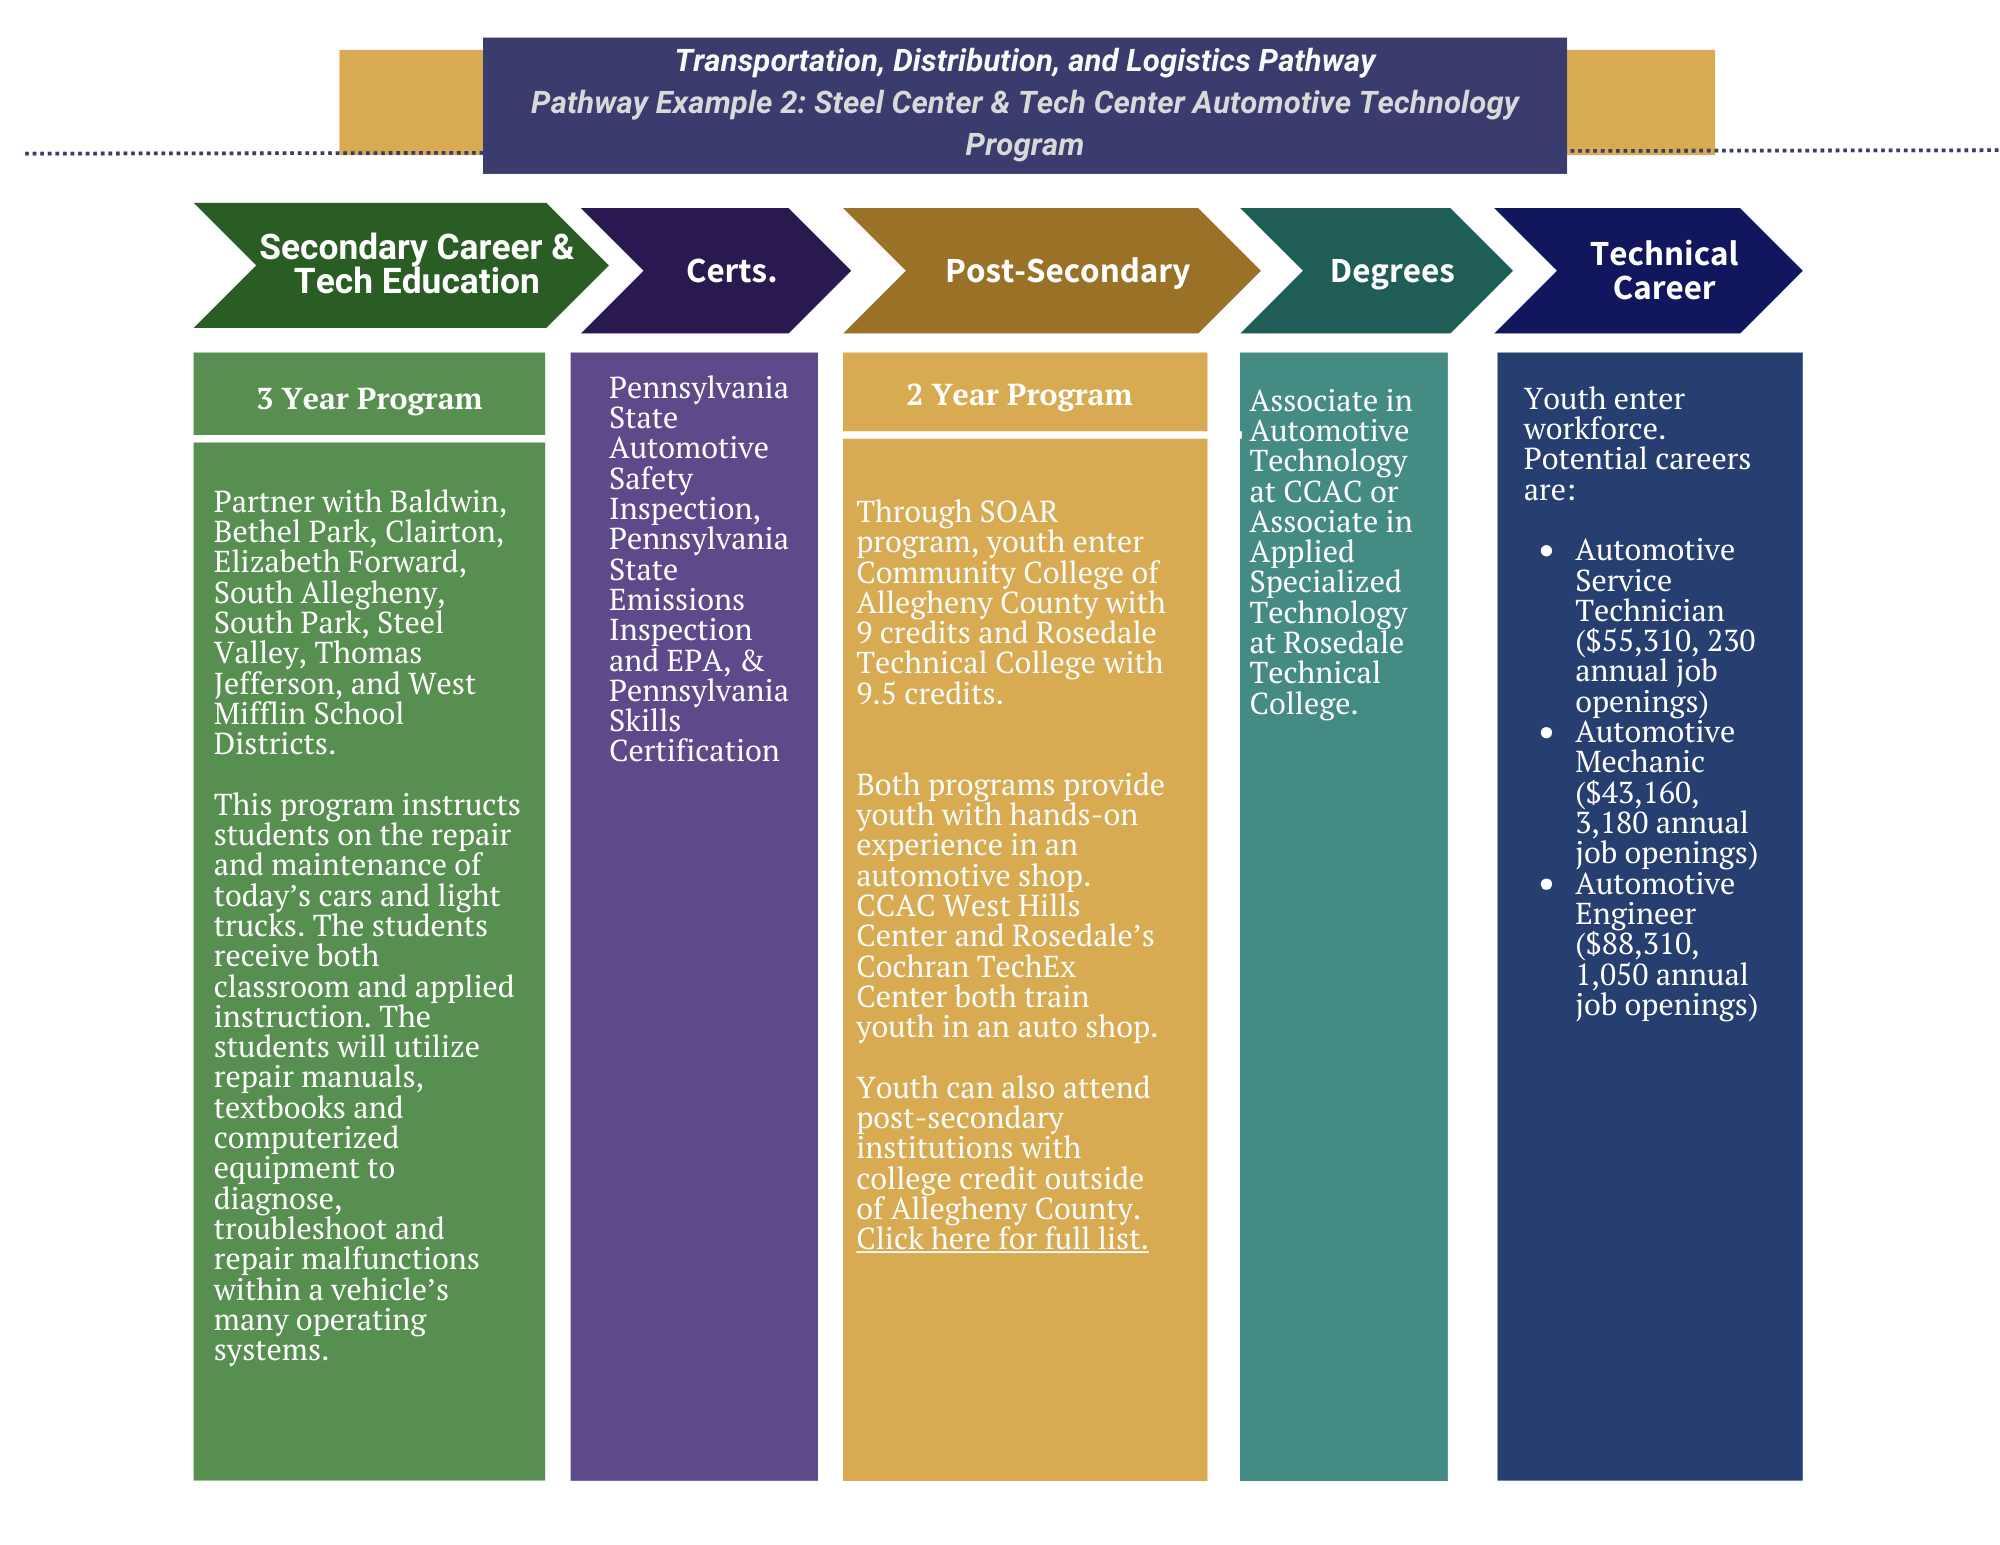 Transportation, Distribution, and Logistics Pathway
Pathway Example 2: Steel Center & Tech Center Automotive Technology
Program
Secondary Career &
Tech Education
Certs.
Post-Secondary
Degrees
Technical
Career
3 Year Program
Partner with Baldwin,
Bethel Park, Clairton,
Elizabeth Forward,
South Allegheny,
South Park, Steel
Valley, Thomas
Jefferson, and West
Mifflin School
Districts.
This program instructs
students on the repair
and maintenance of
today’s cars and light
trucks. The students
receive both
classroom and applied
instruction. The
students will utilize
repair manuals,
textbooks and
computerized
equipment to
diagnose,
troubleshoot and
repair malfunctions
within a vehicle’s
many operating
systems.
Pennsylvania
State
Automotive
Safety
Inspection,
Pennsylvania
State
Emissions
Inspection
and EPA, &
Pennsylvania
Skills
Certification
2 Year Program
Through SOAR
program, youth enter
Community College of
Allegheny County with
9 credits and Rosedale
Technical College with
9.5 credits.
Both programs provide
youth with hands-on
experience in an
automotive shop.
CCAC West Hills
Center and Rosedale’s
Cochran TechEx
Center both train
youth in an auto shop.
Youth can also attend
post-secondary
institutions with
college credit outside
of Allegheny County.
Click here for full list.
Associate in
Automotive
Technology
at CCAC or
Associate in
Applied
Specialized
Technology
at Rosedale
Technical
College.
Youth enter
workforce.
Potential careers
are:
• Automotive
Service
Technician
($55,310, 230
annual job
openings)
• Automotive
Mechanic
($43,160,
3,180 annual
job openings)
• Automotive
Engineer
($88,310,
1,050 annual
job openings)